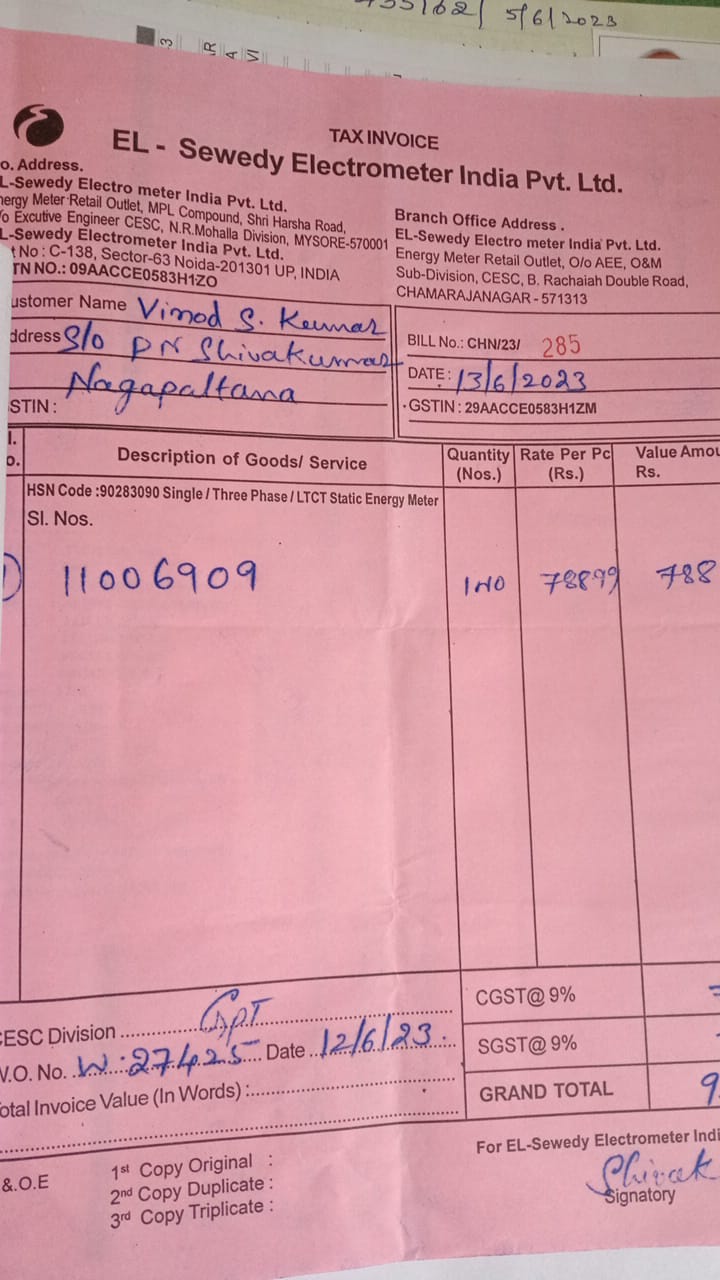 5/6/2023
TAX INVOICE
EL - Sewedy Electrometer India Pvt. Ltd.
o. Address.
L-Sewedy Electro meter India Pvt. Ltd.
nergy Meter Retail Outlet, MPL Compound, Shri Harsha Road,
/o Excutive Engineer CESC, N.R.Mohalla Division, MYSORE-570001
L-Sewedy Electrometer India Pvt. Ltd.
t No : C-138, Sector-63 Noida-201301 UP, INDIA
TN NO.: 09AACCE0583H1ZO
Branch Office Address .
EL-Sewedy Electro meter India Pvt. Ltd.
Energy Meter Retail Outlet, O/o AEE, O&M
Sub-Division, CESC, B. Rachaiah Double Road,
CHAMARAJANAGAR - 571313
ustomer Name Vinod S. Kumar
ddress S/o P N Shivakumar
Nagapaltana
STIN :
BILL No.: CHN/23/ 285
DATE : 13/6/2023
GSTIN : 29AACCE0583H1ZM
l. o. Description of Goods/ Service Quantity (Nos.) Rate Per Pc (Rs.) Value Amou Rs.
HSN Code :90283090 Single / Three Phase / LTCT Static Energy Meter
Sl. Nos.
1) 11006909 1 NO 78899 788
CGST@ 9%
SGST@ 9%
GRAND TOTAL 9
CESC Division
V.O. No. W:27425 Date 12/6/23.
otal Invoice Value (In Words) :
For EL-Sewedy Electrometer Indi
Shivak
Signatory
&.O.E
1st Copy Original :
2nd Copy Duplicate :
3rd Copy Triplicate :